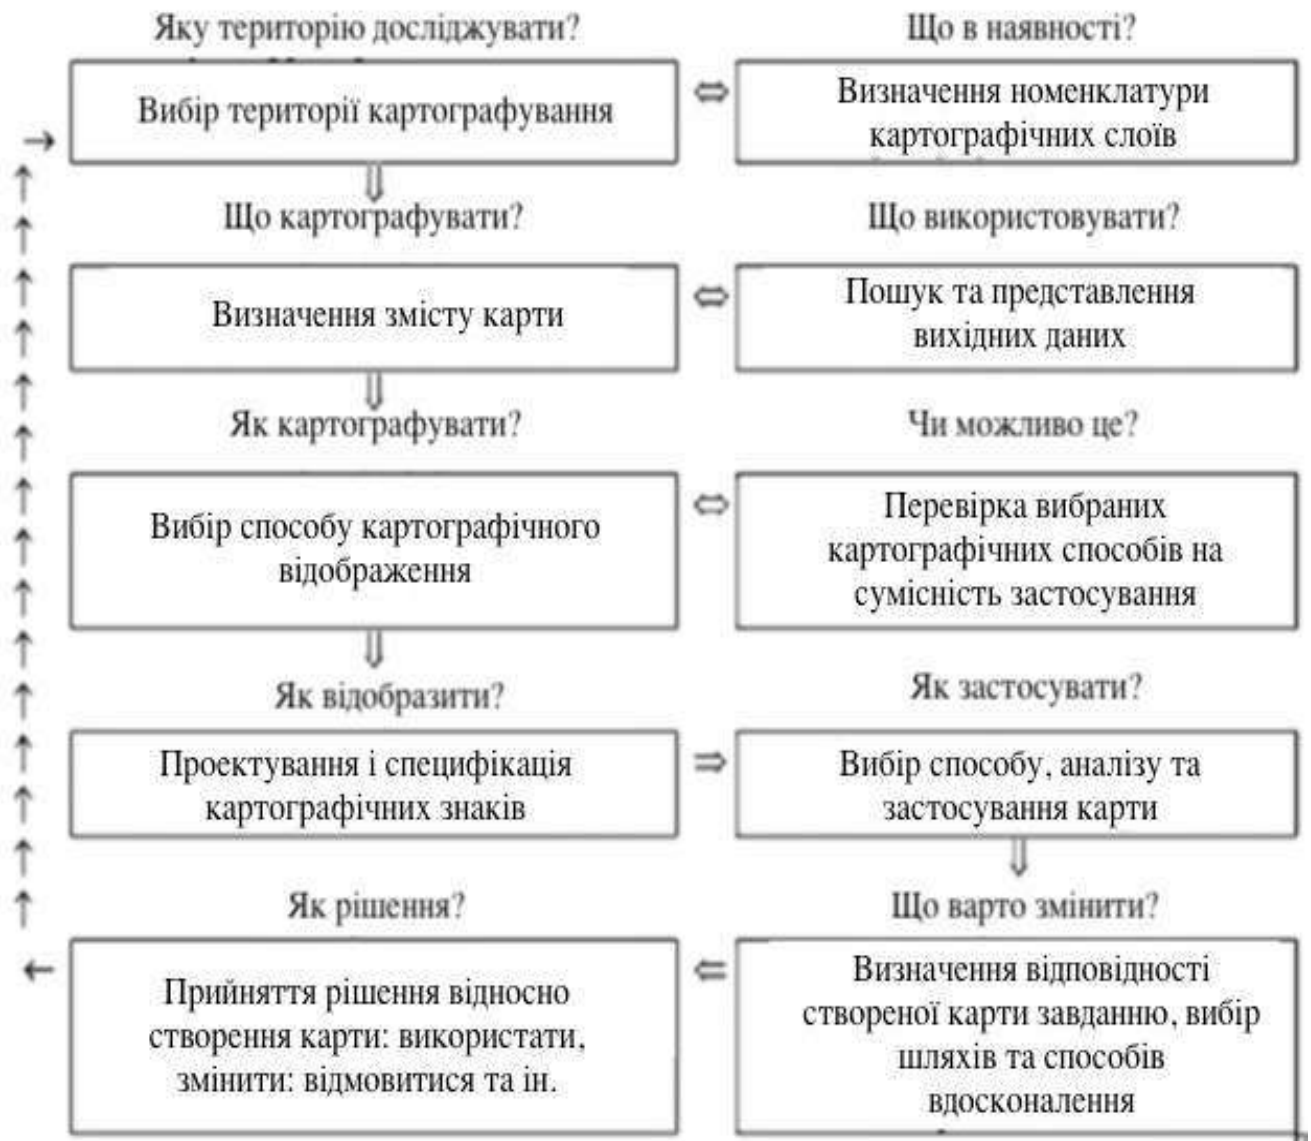 Яку територію досліджувати?
Що в наявності?
Вибір території картографування
Визначення номенклатури
картографічних слоїв
Що картографувати?
Що використовувати?
Визначення змісту карти
Пошук та представлення
вихідних даних
Як картографувати?
Чи можливо це?
Вибір способу картографічного
відображення
Перевірка вибраних
картографічних способів на
сумісність застосування
Як відобразити?
Як застосувати?
Проектування і специфікація
картографічних знаків
Вибір способу, аналізу та
застосування карти
Як рішення?
Що варто змінити?
Прийняття рішення відносно
створення карти: використати,
змінити: відмовитися та ін.
Визначення відповідності
створеної карти завданню, вибір
шляхів та способів
вдосконалення